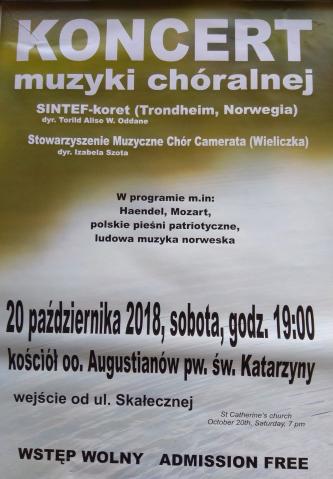 KONCERT
muzyki chóralnej
SINTEF-koret (Trondheim, Norwegia)
dyr. Torild Alise W. Oddane
Stowarzyszenie Muzyczne Chór Camerata (Wieliczka)
dyr. Izabela Szota
W programie m.in:
Haendel, Mozart,
polskie pieśni patriotyczne,
ludowa muzyka norweska
20 października 2018, sobota, godz. 19:00
kościół oo. Augustianów pw. św. Katarzyny
wejście od ul. Skałecznej
St Catherine's church
October 20th, Saturday, 7 pm
WSTĘP WOLNY ADMISSION FREE